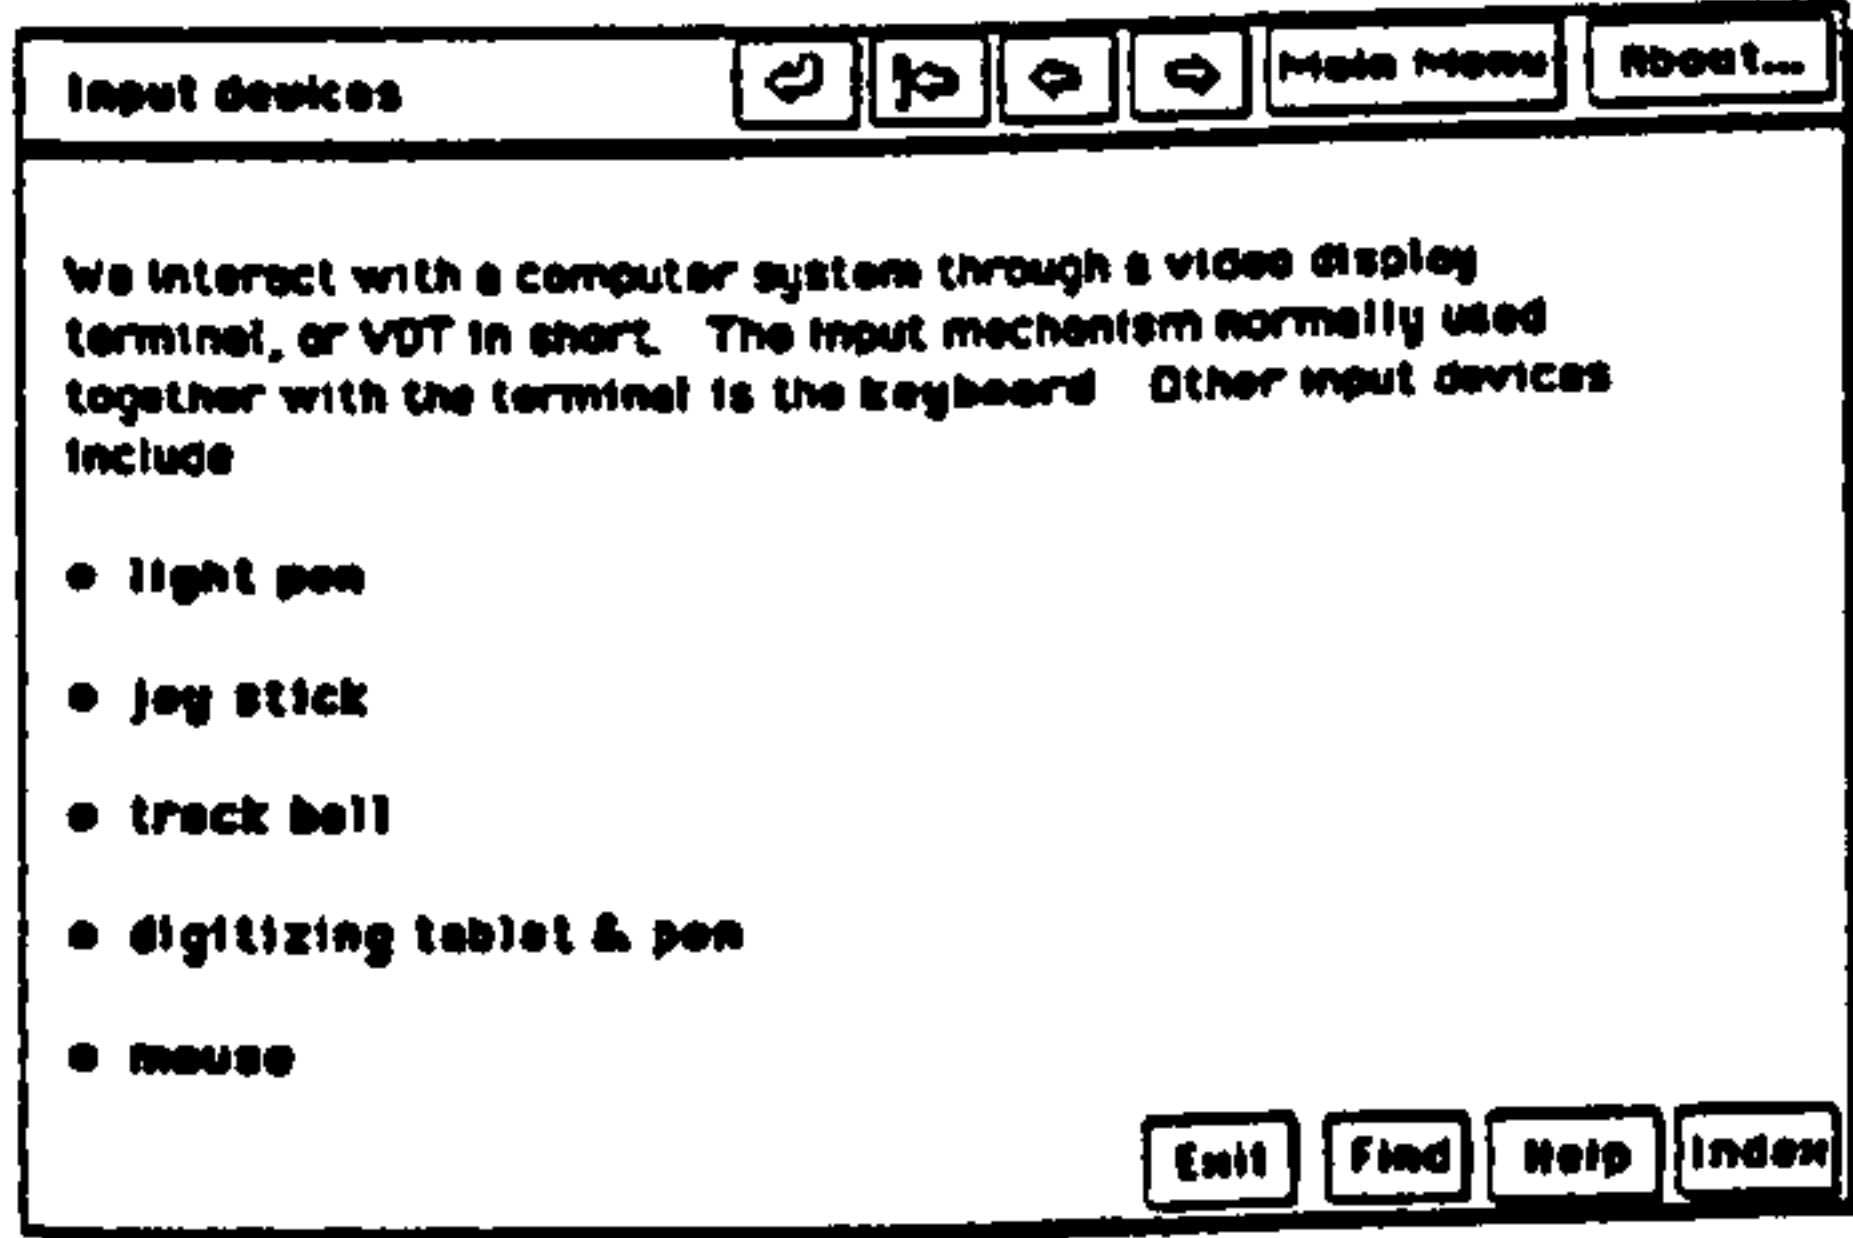 Input devices
Main Menu
About...
We interact with a computer system through a video display
terminal, or VDT in short. The input mechanism normally used
together with the terminal is the keyboard Other input devices
include
● light pen
● joy stick
● track ball
● digitizing tablet & pen
● mouse
Exit
Find
Help
Index